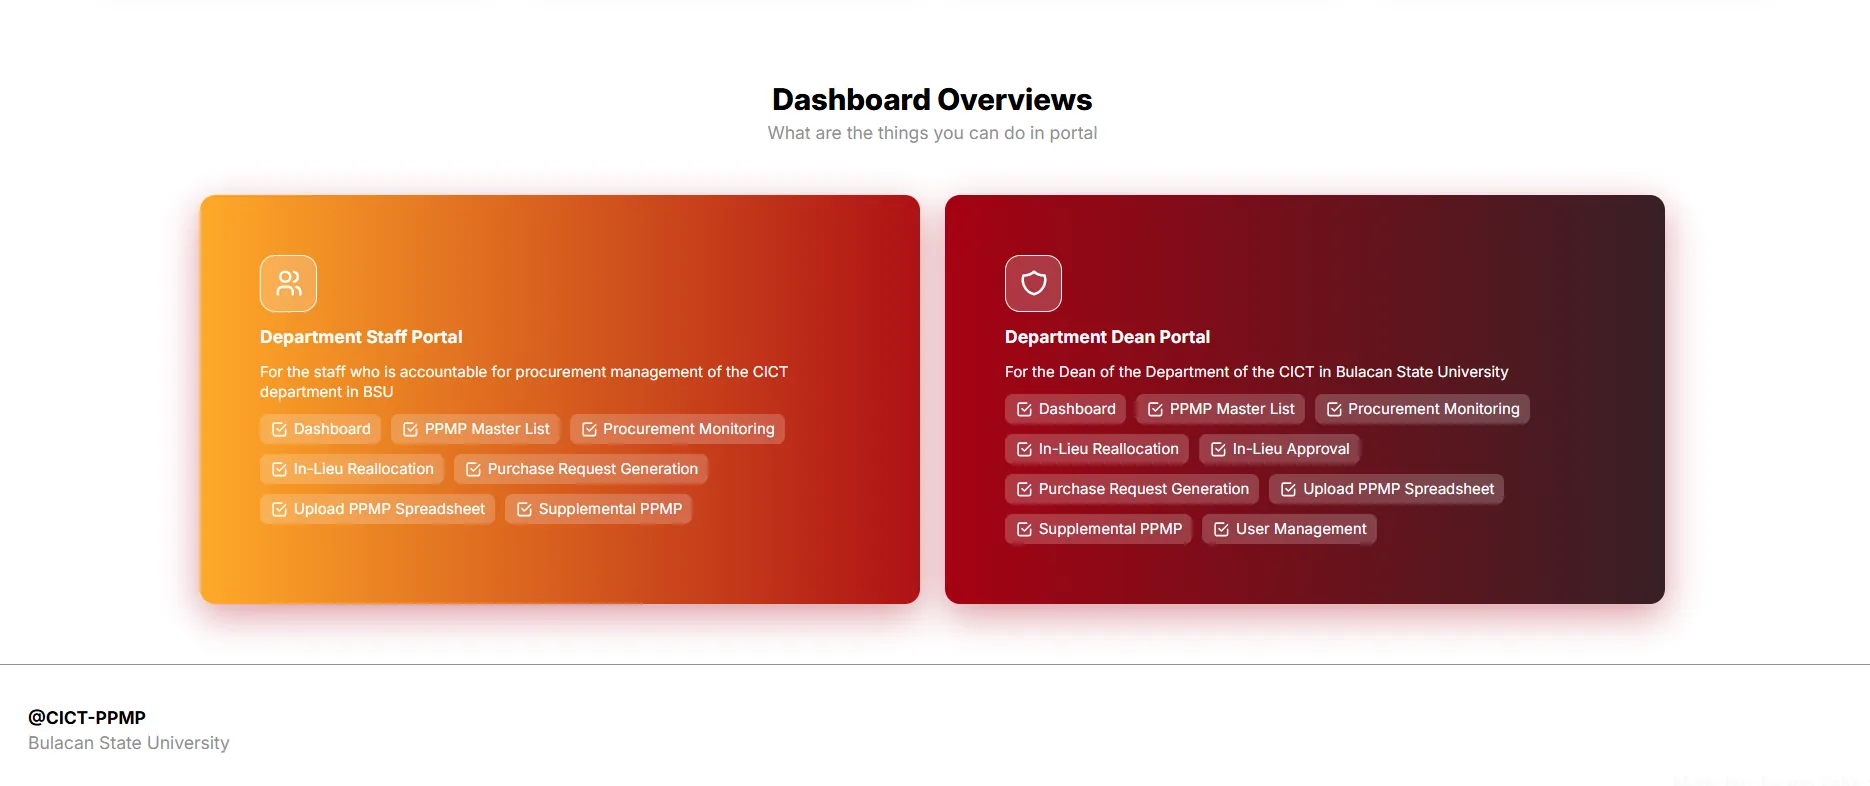 Dashboard Overviews
What are the things you can do in portal
Department Staff Portal
For the staff who is accountable for procurement management of the CICT
department in BSU
Dashboard
PPMP Master List
Procurement Monitoring
In-Lieu Reallocation
Purchase Request Generation
Upload PPMP Spreadsheet
Supplemental PPMP
Department Dean Portal
For the Dean of the Department of the CICT in Bulacan State University
Dashboard
PPMP Master List
Procurement Monitoring
In-Lieu Reallocation
In-Lieu Approval
Purchase Request Generation
Upload PPMP Spreadsheet
Supplemental PPMP
User Management
@CICT-PPMP
Bulacan State University